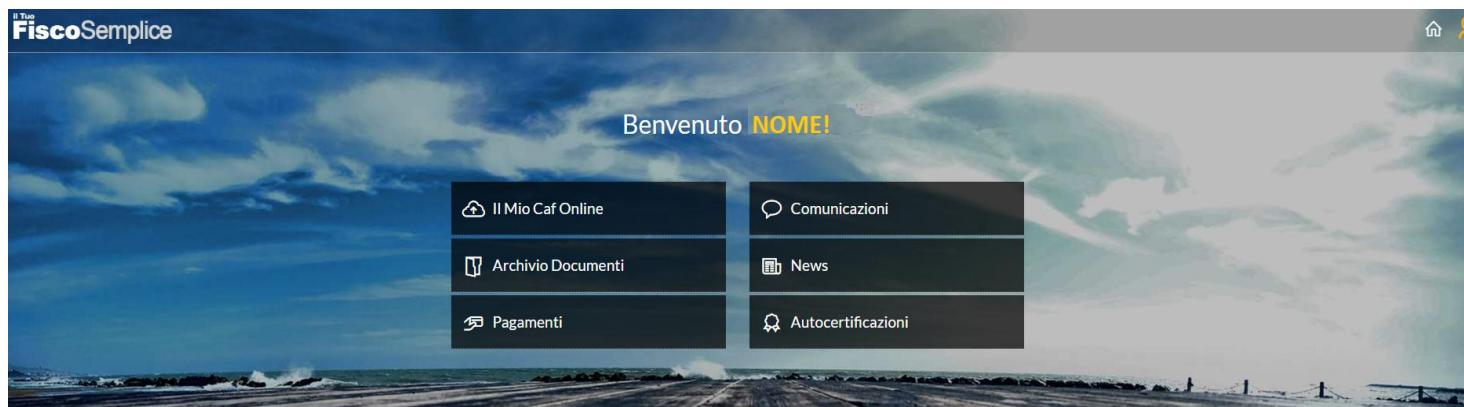 il Tuo
FiscoSemplice
Benvenuto NOME!
Il Mio Caf Online
Comunicazioni
Archivio Documenti
News
Pagamenti
Autocertificazioni